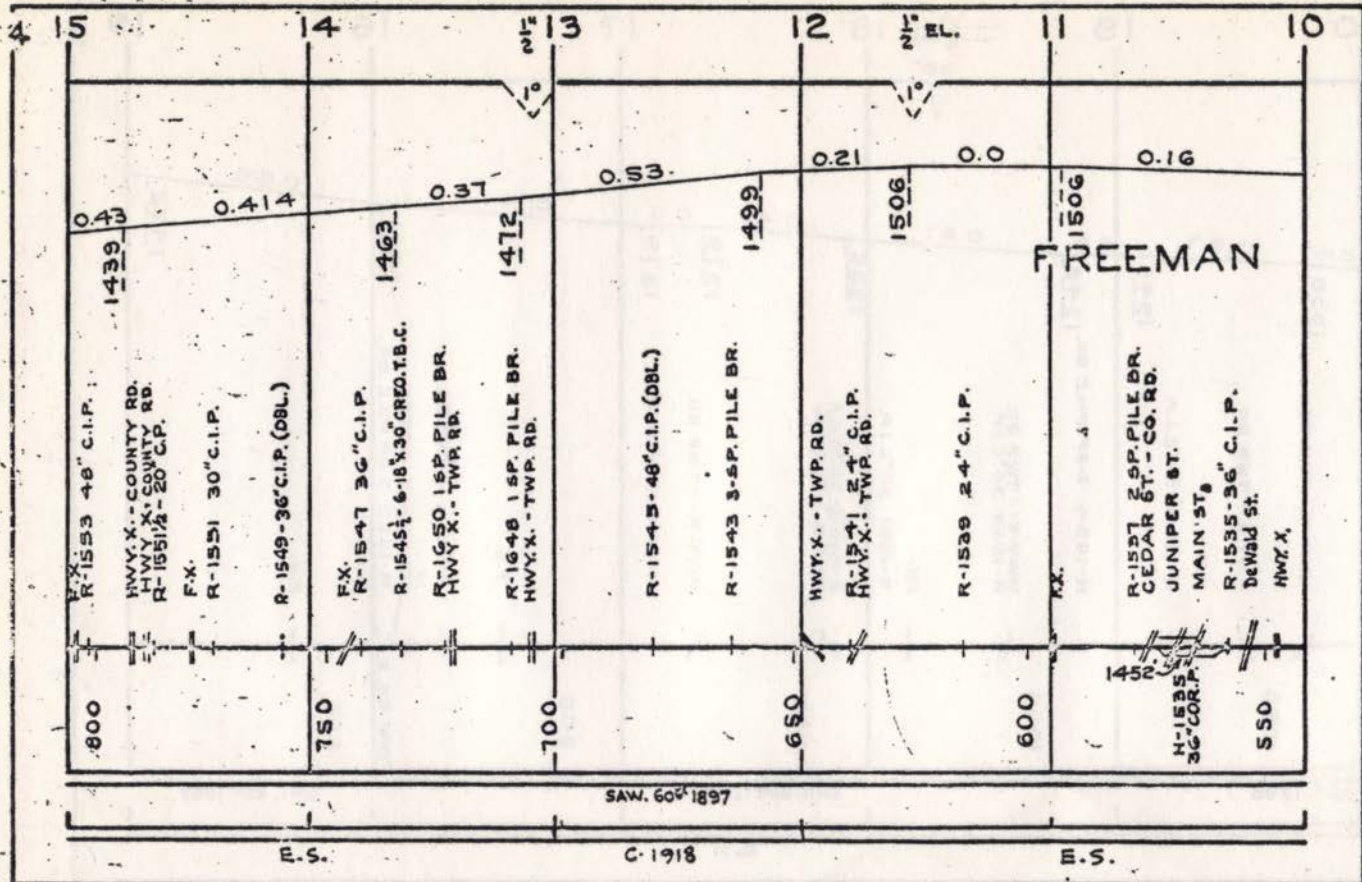 4 15 14 ½" 13 12 ½" EL. 11 10
1° 1°
0.43 0.414 0.37 0.53 0.21 0.0 0.16
1439 1463 1472 1499 1506 1506
FREEMAN
F.X.
R-1553 48" C.I.P.
HWY.X.-COUNTY RD.
HWY X. COUNTY RD.
R-1551½-20" C.P.
F.X.
R-1551 30" C.I.P.
R-1549-36" C.I.P. (DBL.)
F.X.
R-1547 36" C.I.P.
R-1545½-6-18"X30" CREO.T.B.C.
R-1650 1 SP. PILE BR.
HWY X.-TWP. RD.
R-1648 1 SP. PILE BR.
HWY.X.-TWP. RD.
R-1545-48" C.I.P. (DBL.)
R-1543 3-SP. PILE BR.
HWY.X.-TWP. RD.
R-1541 24" C.I.P.
HWY.X.-TWP. RD.
R-1539 24" C.I.P.
F.X.
R-1537 2 SP. PILE BR.
CEDAR ST.-CO. RD.
JUNIPER ST.
MAIN ST.
R-1535-36" C.I.P.
DeWald St.
HWY. X.
1452'
H-1535
36" COR.P.
800 750 700 650 600 550
SAW. 60# 1897
E.S. C-1918 E.S.